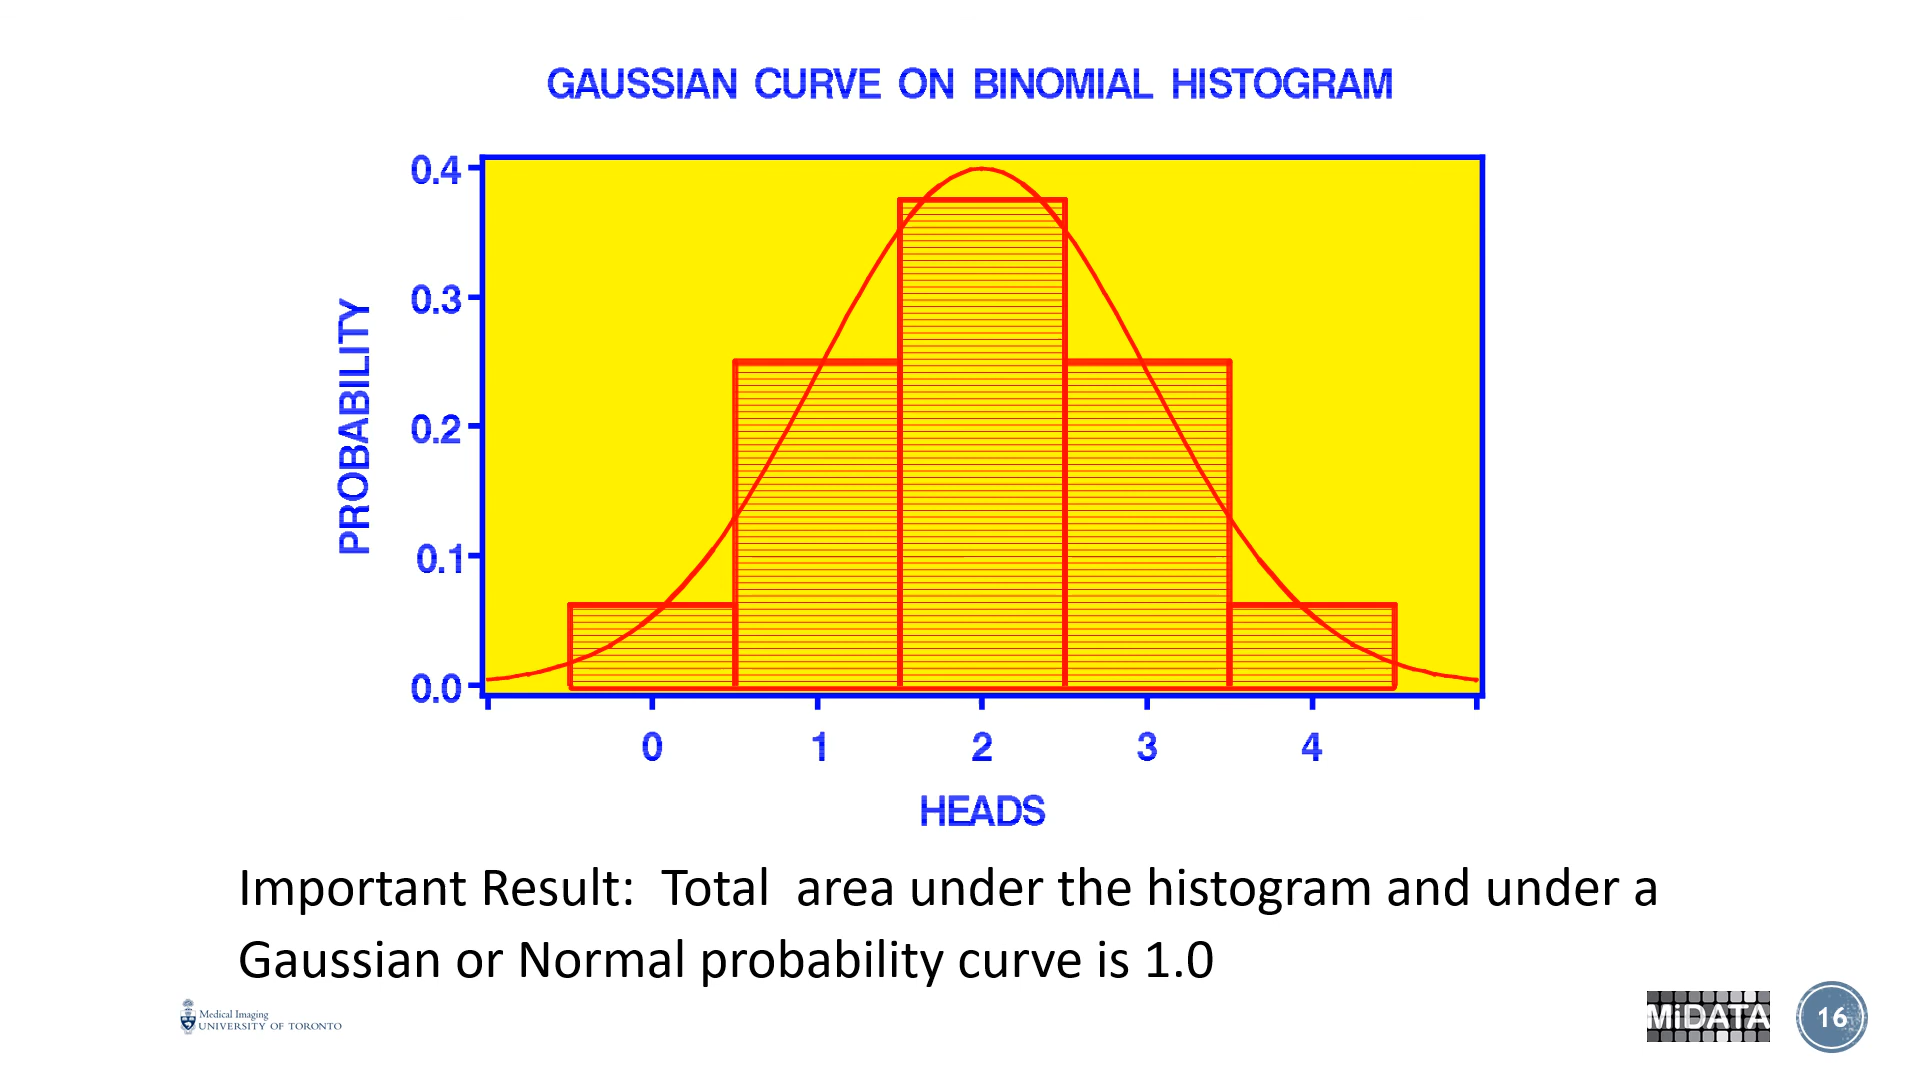 GAUSSIAN CURVE ON BINOMIAL HISTOGRAM
0.4
0.3
0.2
0.1
0.0
PROBABILITY
0 1 2 3 4
HEADS
Important Result: Total area under the histogram and under a
Gaussian or Normal probability curve is 1.0
Medical Imaging
UNIVERSITY OF TORONTO
MiDATA
16